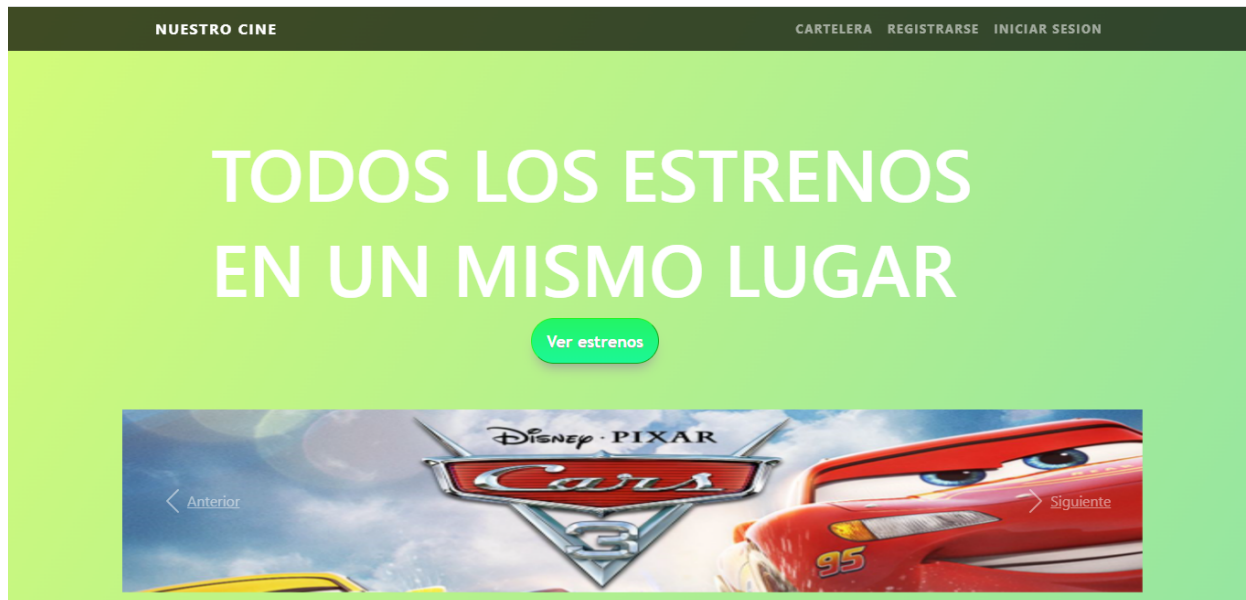 NUESTRO CINE
CARTELERA REGISTRARSE INICIAR SESION
TODOS LOS ESTRENOS
EN UN MISMO LUGAR
Ver estrenos
Disney · PIXAR
Cars
3
Anterior
Siguiente
95